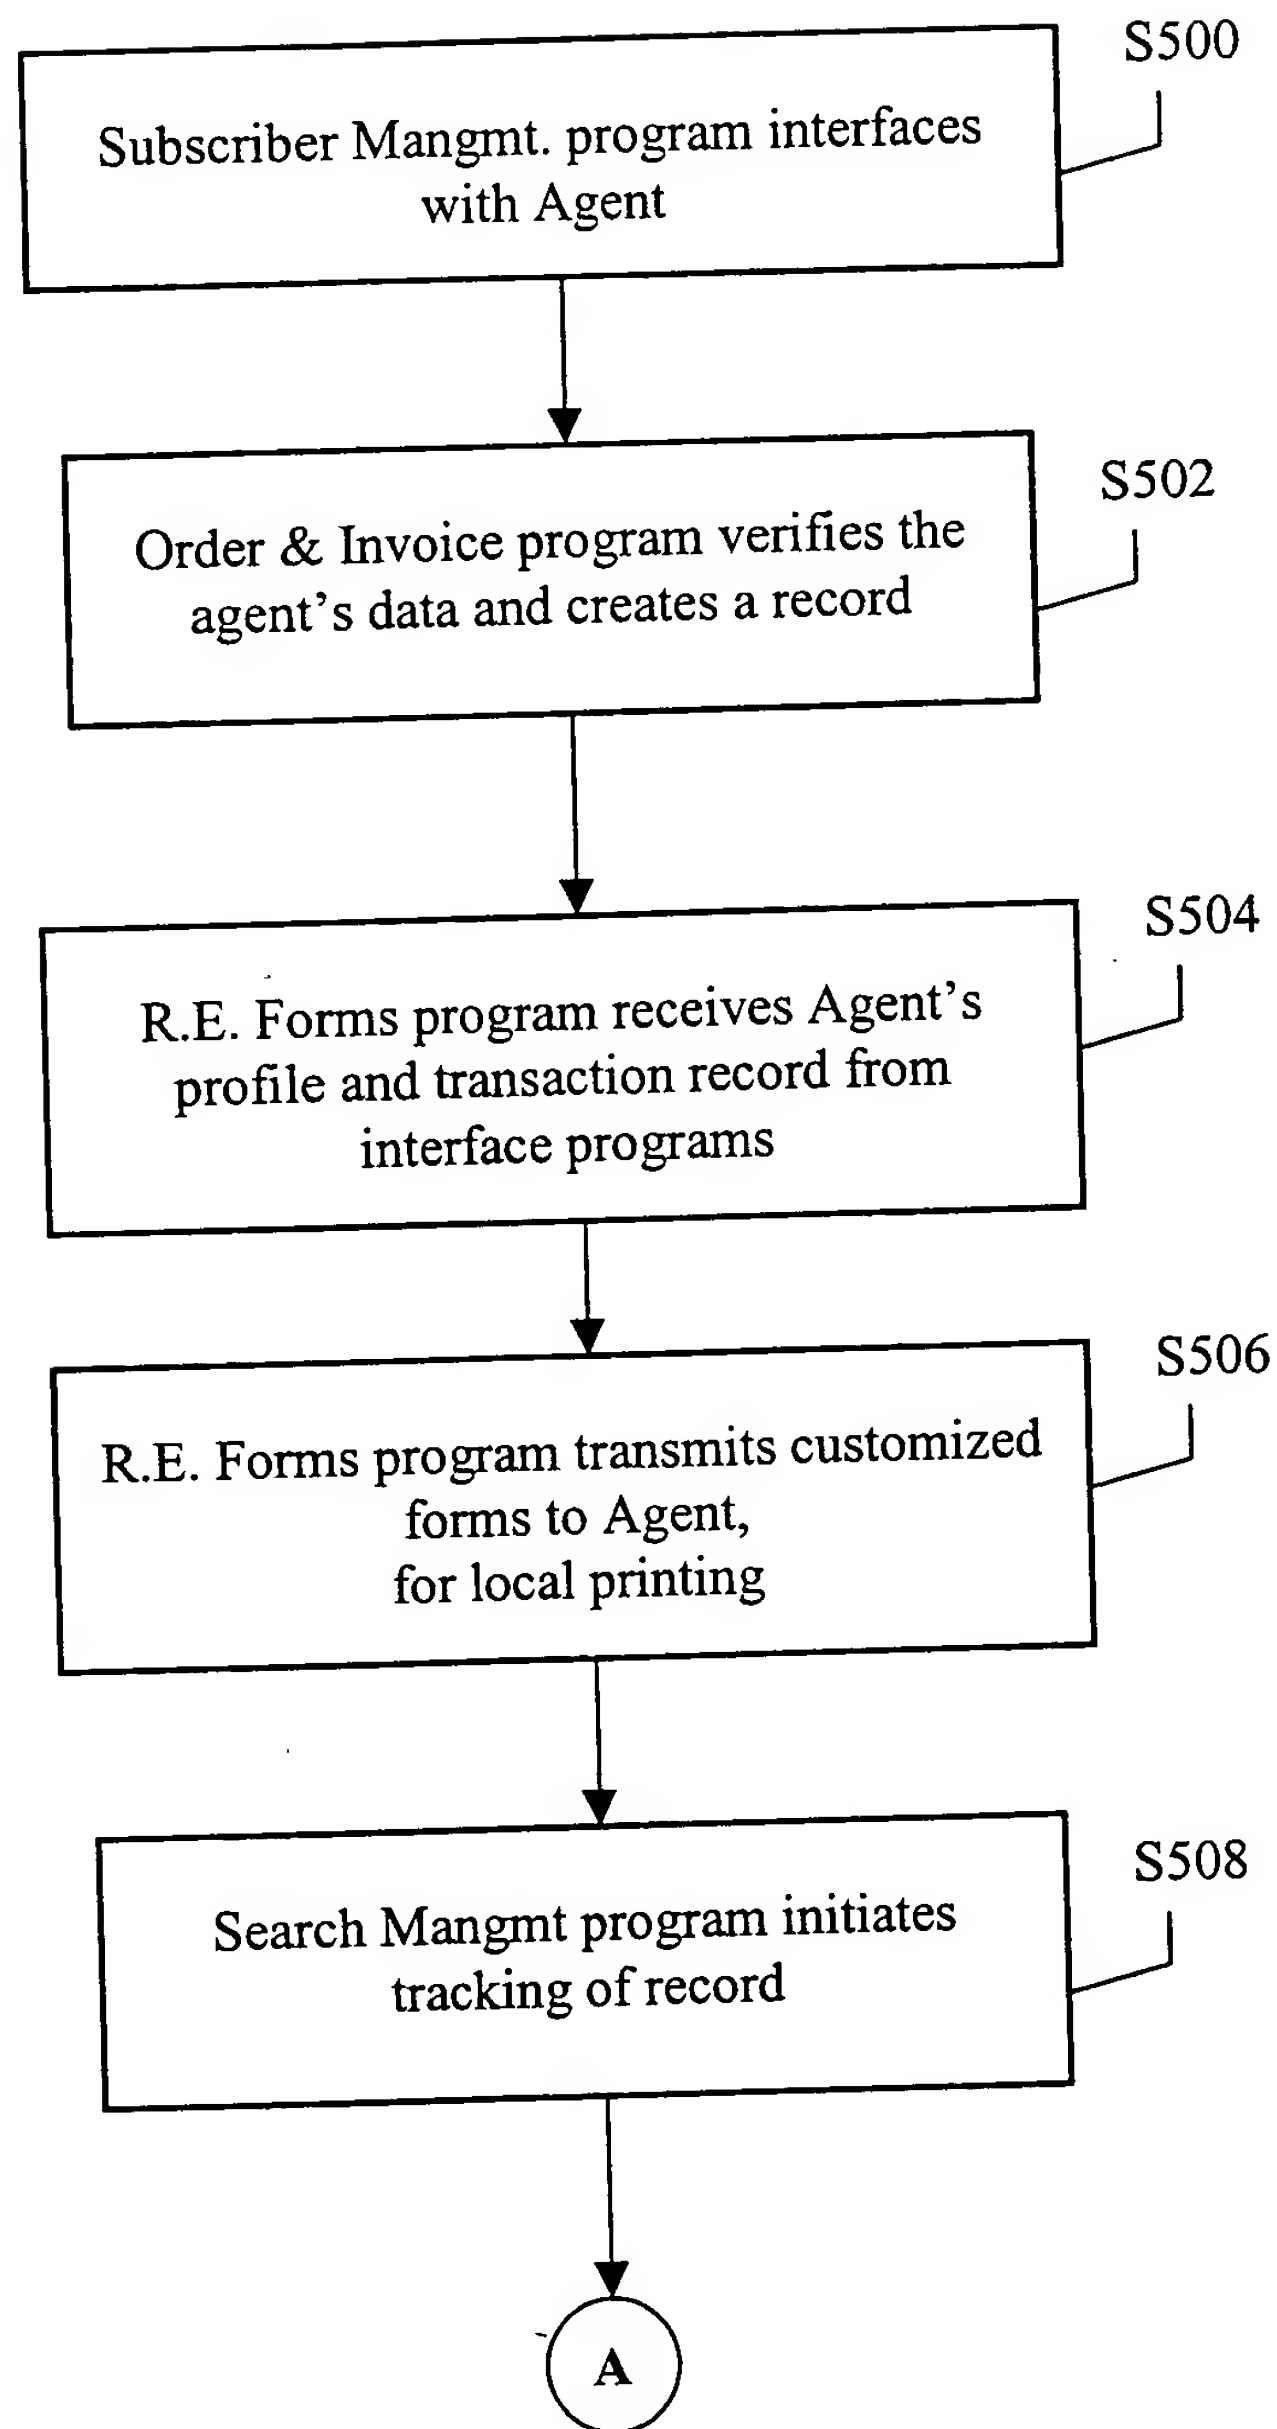 S500
Subscriber Mangmt. program interfaces
with Agent
S502
Order & Invoice program verifies the
agent's data and creates a record
S504
R.E. Forms program receives Agent's
profile and transaction record from
interface programs
S506
R.E. Forms program transmits customized
forms to Agent,
for local printing
S508
Search Mangmt program initiates
tracking of record
A